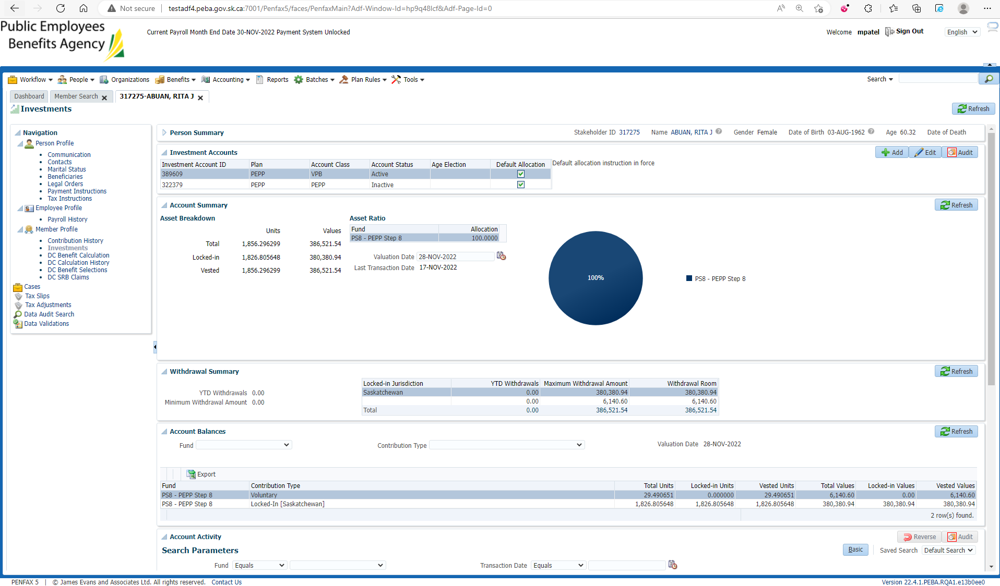 Not secure | testadf4.peba.gov.sk.ca:7001/Penfax5/faces/PenfaxMain?Adf-Window-Id=hp9q48lcf&Adf-Page-Id=0
Public Employees
Benefits Agency
Current Payroll Month End Date 30-NOV-2022 Payment System Unlocked
Welcome mpatel Sign Out English
Workflow People Organizations Benefits Accounting Reports Batches Plan Rules Tools Search
Dashboard Member Search 317275-ABUAN, RITA J
Investments Refresh
Navigation
Person Profile
Communication
Contacts
Marital Status
Beneficiaries
Legal Orders
Payment Instructions
Tax Instructions
Employee Profile
Payroll History
Member Profile
Contribution History
Investments
DC Benefit Calculation
DC Calculation History
DC Benefit Selections
DC SRB Claims
Cases
Tax Slips
Tax Adjustments
Data Audit Search
Data Validations
Person Summary Stakeholder ID 317275 Name ABUAN, RITA J Gender Female Date of Birth 03-AUG-1962 Age 60.32 Date of Death
Investment Accounts Add Edit Audit
Investment Account ID Plan Account Class Account Status Age Election Default Allocation Default allocation instruction in force
389609 PEPP VPB Active
322379 PEPP PEPP Inactive
Account Summary Refresh
Asset Breakdown Asset Ratio
Units Values
Total 1,856.296299 386,521.54
Locked-in 1,826.805648 380,380.94
Vested 1,856.296299 386,521.54
Fund Allocation
PS8 - PEPP Step 8 100.0000
Valuation Date 28-NOV-2022
Last Transaction Date 17-NOV-2022
100%
PS8 - PEPP Step 8
Withdrawal Summary Refresh
YTD Withdrawals 0.00
Minimum Withdrawal Amount 0.00
Locked-in Jurisdiction YTD Withdrawals Maximum Withdrawal Amount Withdrawal Room
Saskatchewan 0.00 380,380.94 380,380.94
0.00 6,140.60 6,140.60
Total 0.00 386,521.54 386,521.54
Account Balances Refresh
Fund Contribution Type Valuation Date 28-NOV-2022
Export
Fund Contribution Type Total Units Locked-in Units Vested Units Total Values Locked-in Values Vested Values
PS8 - PEPP Step 8 Voluntary 29.490651 0.000000 29.490651 6,140.60 0.00 6,140.60
PS8 - PEPP Step 8 Locked-In [Saskatchewan] 1,826.805648 1,826.805648 1,826.805648 380,380.94 380,380.94 380,380.94
2 row(s) found.
Account Activity Reverse Audit
Search Parameters Basic Saved Search Default Search
Fund Equals Transaction Date Equals
PENFAX 5 | © James Evans and Associates Ltd. All rights reserved. Contact Us Version 22.4.1.PEBA.RQA1.e13b0ee0